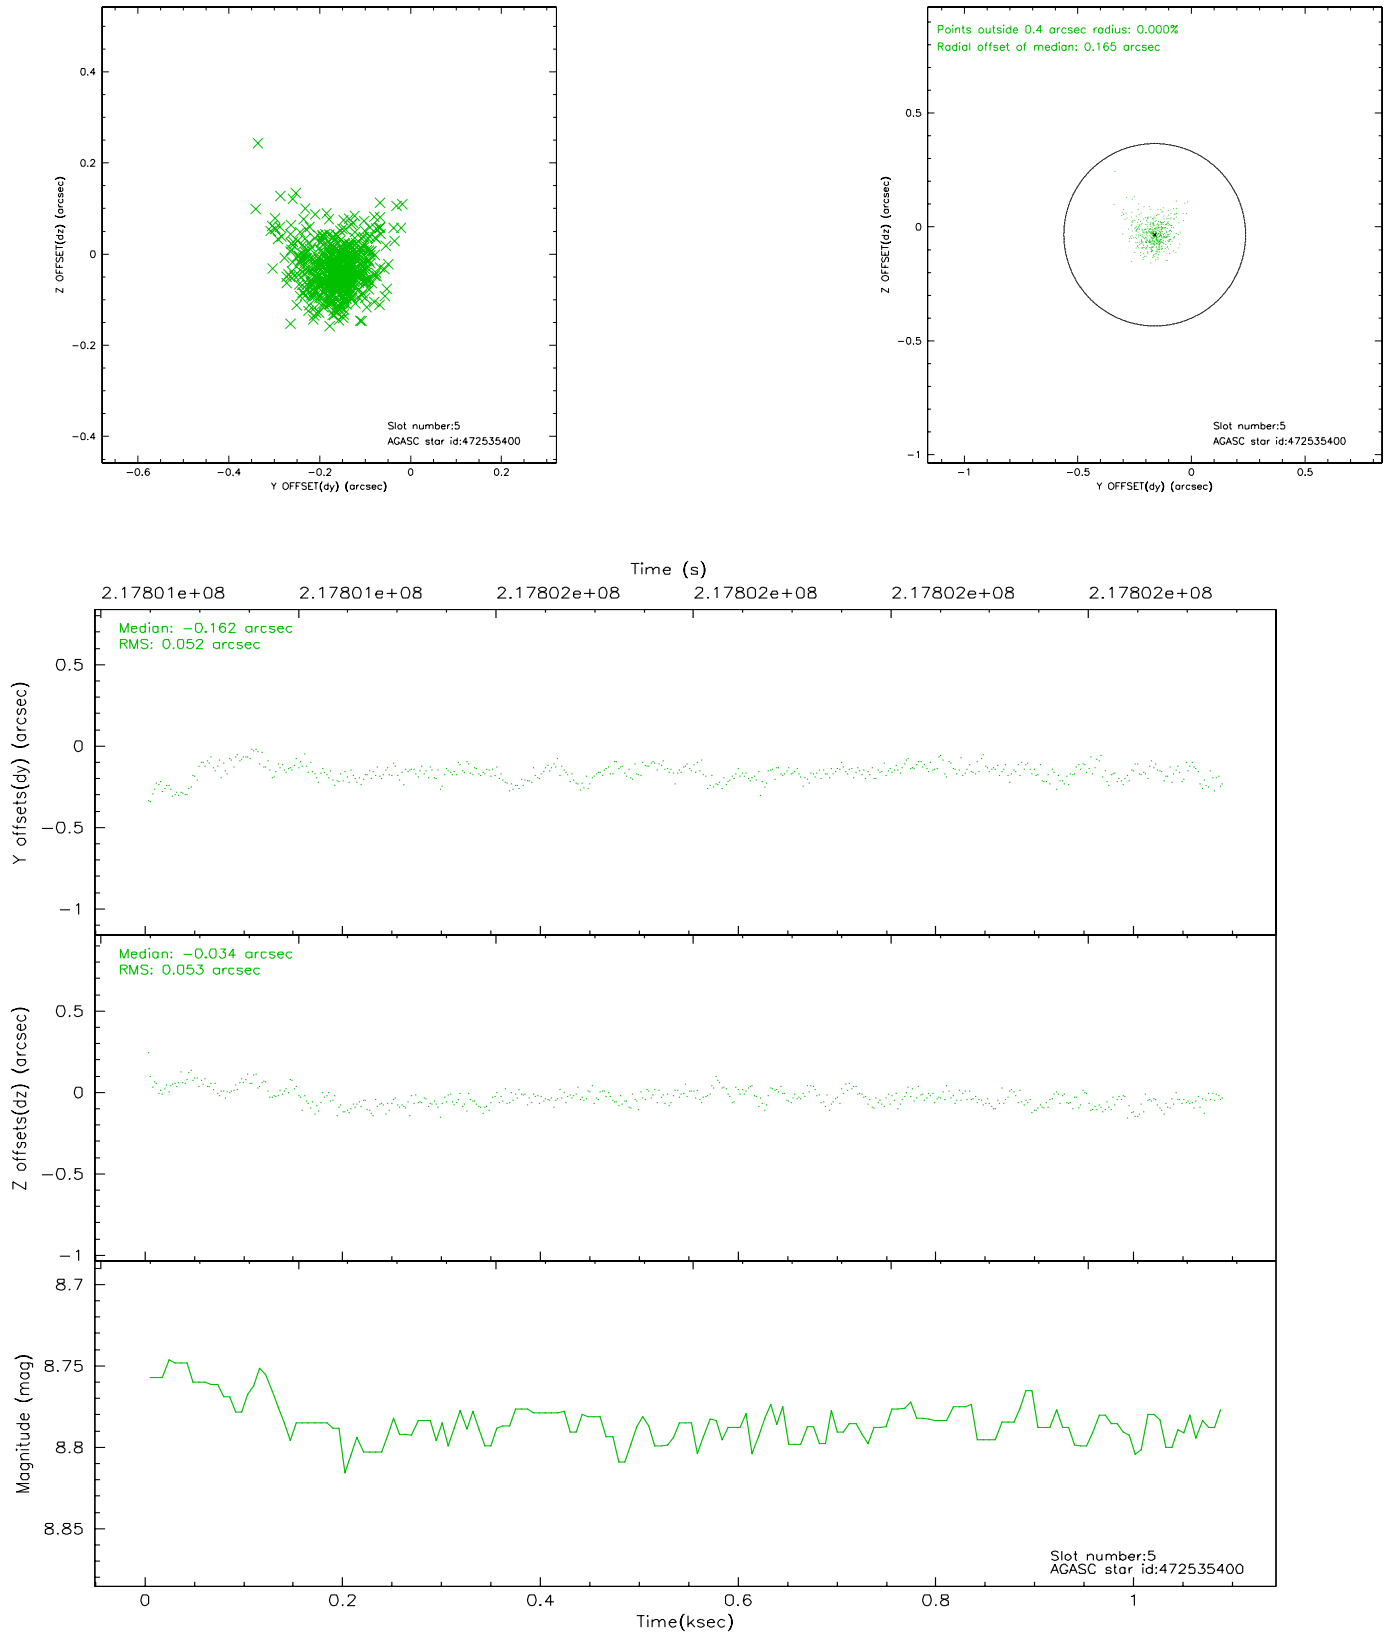 0.4
0.2
0
−0.2
−0.4
Z OFFSET(dz) (arcsec)
Slot number:5
AGASC star id:472535400
−0.6 −0.4 −0.2 0 0.2
Y OFFSET(dy) (arcsec)
Points outside 0.4 arcsec radius: 0.000%
Radial offset of median: 0.165 arcsec
0.5
0
−0.5
−1
Z OFFSET(dz) (arcsec)
Slot number:5
AGASC star id:472535400
−1 −0.5 0 0.5
Y OFFSET(dy) (arcsec)
Time (s)
2.17801e+08 2.17801e+08 2.17802e+08 2.17802e+08 2.17802e+08 2.17802e+08
Median: −0.162 arcsec
RMS: 0.052 arcsec
0.5
0
−0.5
−1
Y offsets(dy) (arcsec)
Median: −0.034 arcsec
RMS: 0.053 arcsec
0.5
0
−0.5
−1
Z offsets(dz) (arcsec)
8.7
8.75
8.8
8.85
Magnitude (mag)
Slot number:5
AGASC star id:472535400
0 0.2 0.4 0.6 0.8 1
Time(ksec)